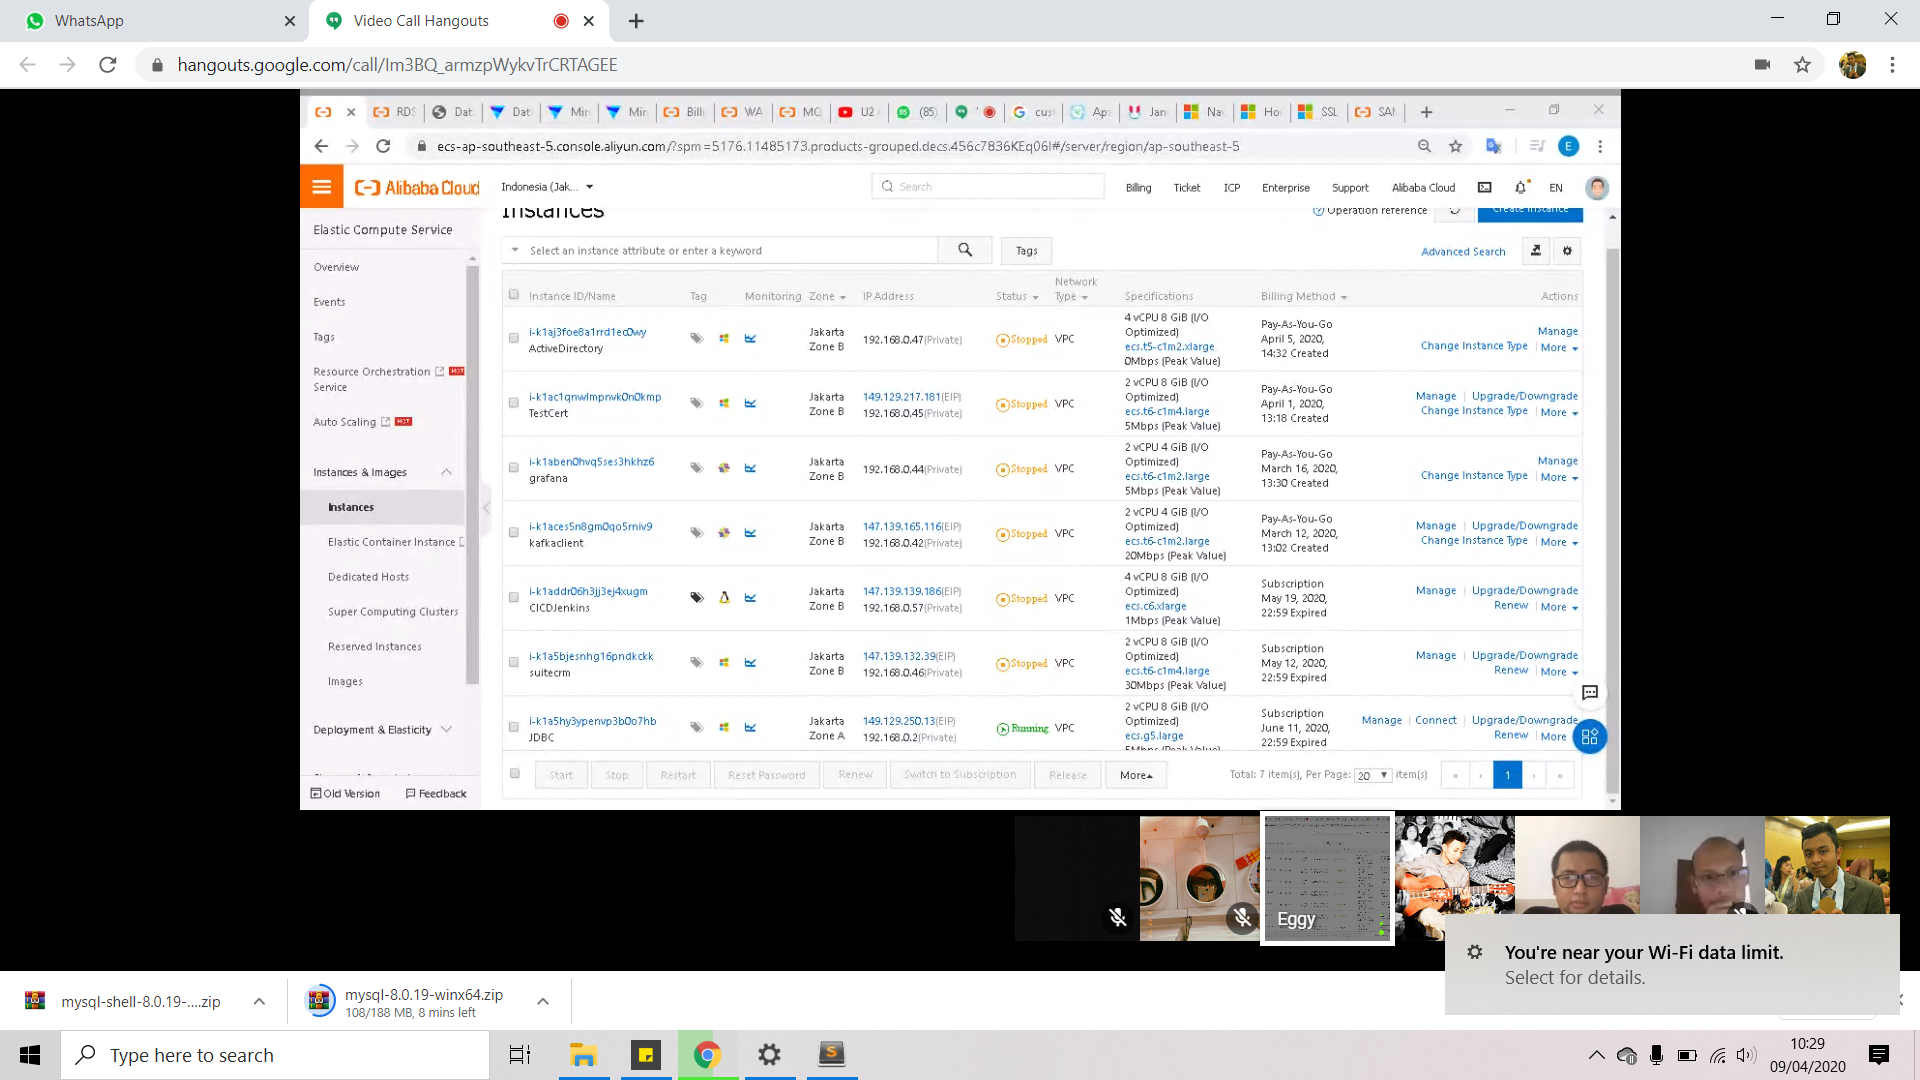 WhatsApp
Video Call Hangouts
hangouts.google.com/call/Im3BQ_armzpWykvTrCRTAGEE
RDS Dat Dat Min Min Billi WA MQ U2 (85) cust Ape Jan Na Ho SSL SAN
ecs-ap-southeast-5.console.aliyun.com/?spm=5176.11485173.products-grouped.decs.456c7836KEq06I#/server/region/ap-southeast-5
E
Alibaba Cloud
Indonesia (Jak...
Search
Billing Ticket ICP Enterprise Support Alibaba Cloud EN
Elastic Compute Service
Overview
Events
Tags
Resource Orchestration Service HOT
Auto Scaling HOT
Instances & Images
Instances
Elastic Container Instance
Dedicated Hosts
Super Computing Clusters
Reserved Instances
Images
Deployment & Elasticity
Old Version Feedback
Instances
Operation reference Create Instance
Select an instance attribute or enter a keyword
Tags
Advanced Search
Instance ID/Name Tag Monitoring Zone IP Address Status Network Type Specifications Billing Method Actions
i-k1aj3foe8a1rrd1ec0wy
ActiveDirectory
Jakarta Zone B
192.168.0.47(Private)
Stopped VPC
4 vCPU 8 GiB (I/O Optimized)
ecs.t5-c1m2.xlarge
0Mbps (Peak Value)
Pay-As-You-Go
April 5, 2020, 14:32 Created
Manage
Change Instance Type More
i-k1ac1qnwlmpnvk0n0kmp
TestCert
Jakarta Zone B
149.129.217.181(EIP)
192.168.0.45(Private)
Stopped VPC
2 vCPU 8 GiB (I/O Optimized)
ecs.t6-c1m4.large
5Mbps (Peak Value)
Pay-As-You-Go
April 1, 2020, 13:18 Created
Manage Upgrade/Downgrade
Change Instance Type More
i-k1aben0hvq5ses3hkhz6
grafana
Jakarta Zone B
192.168.0.44(Private)
Stopped VPC
2 vCPU 4 GiB (I/O Optimized)
ecs.t6-c1m2.large
5Mbps (Peak Value)
Pay-As-You-Go
March 16, 2020, 13:30 Created
Manage
Change Instance Type More
i-k1aces5n8gm0qo5rniv9
kafkaclient
Jakarta Zone B
147.139.165.116(EIP)
192.168.0.42(Private)
Stopped VPC
2 vCPU 4 GiB (I/O Optimized)
ecs.t6-c1m2.large
20Mbps (Peak Value)
Pay-As-You-Go
March 12, 2020, 13:02 Created
Manage Upgrade/Downgrade
Change Instance Type More
i-k1addr06h3jj3ej4xugm
CICDJenkins
Jakarta Zone B
147.139.139.186(EIP)
192.168.0.57(Private)
Stopped VPC
4 vCPU 8 GiB (I/O Optimized)
ecs.c6.xlarge
1Mbps (Peak Value)
Subscription
May 19, 2020, 22:59 Expired
Manage Upgrade/Downgrade
Renew More
i-k1a5bjesnhg16pndkckk
suitecrm
Jakarta Zone B
147.139.132.39(EIP)
192.168.0.46(Private)
Stopped VPC
2 vCPU 8 GiB (I/O Optimized)
ecs.t6-c1m4.large
30Mbps (Peak Value)
Subscription
May 12, 2020, 22:59 Expired
Manage Upgrade/Downgrade
Renew More
i-k1a5hy3ypenvp3b0o7hb
JDBC
Jakarta Zone A
149.129.250.13(EIP)
192.168.0.2(Private)
Running VPC
2 vCPU 8 GiB (I/O Optimized)
ecs.g5.large
5Mbps (Peak Value)
Subscription
June 11, 2020, 22:59 Expired
Manage Connect Upgrade/Downgrade
Renew More
Start Stop Restart Reset Password Renew Switch to Subscription Release More
Total: 7 item(s), Per Page: 20 item(s) « ‹ 1 › »
Eggy
You're near your Wi-Fi data limit.
Select for details.
mysql-shell-8.0.19-....zip
mysql-8.0.19-winx64.zip
108/188 MB, 8 mins left
Type here to search
10:29
09/04/2020